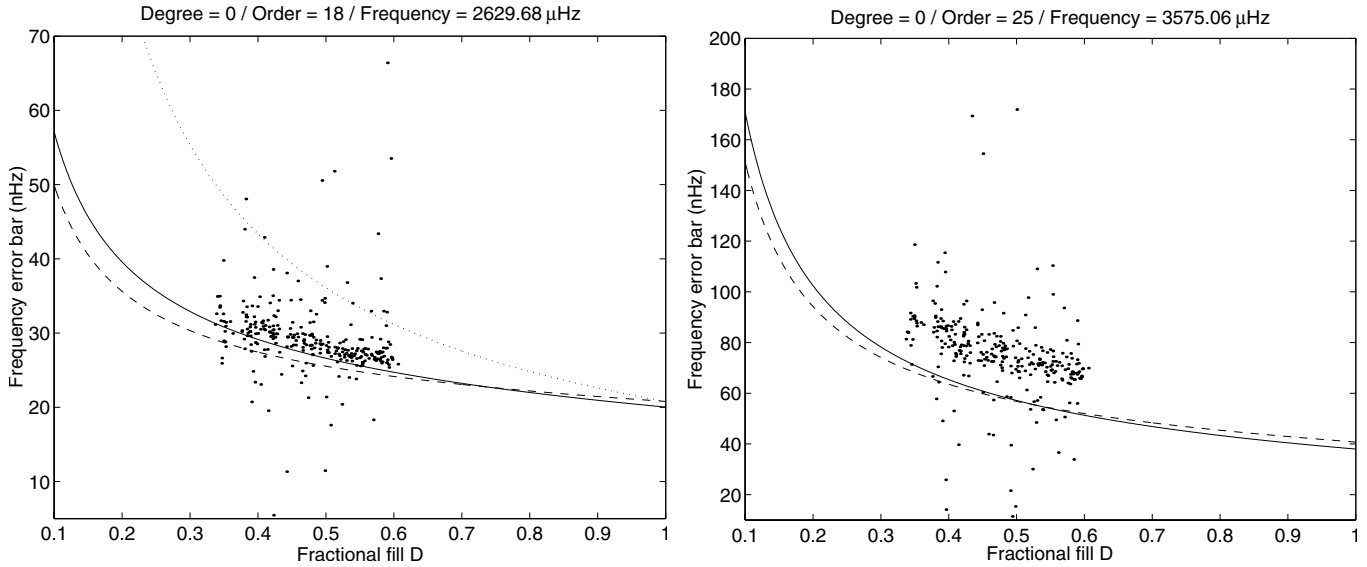 Degree = 0 / Order = 18 / Frequency = 2629.68 μHz
70
60
50
40
30
20
10
Frequency error bar (nHz)
0.1 0.2 0.3 0.4 0.5 0.6 0.7 0.8 0.9 1
Fractional fill D
Degree = 0 / Order = 25 / Frequency = 3575.06 μHz
200
180
160
140
120
100
80
60
40
20
Frequency error bar (nHz)
0.1 0.2 0.3 0.4 0.5 0.6 0.7 0.8 0.9 1
Fractional fill D